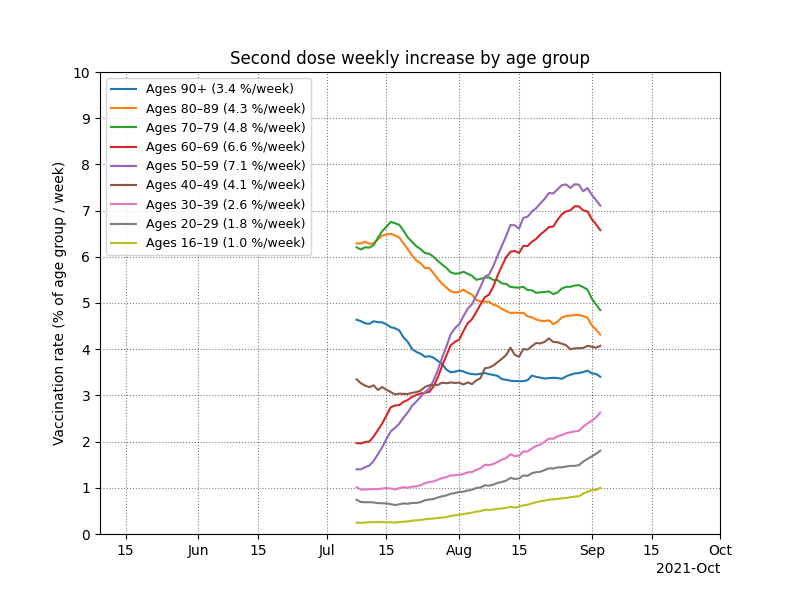 Second dose weekly increase by age group
Vaccination rate (% of age group / week)
10
9
8
7
6
5
4
3
2
1
0
Ages 90+ (3.4 %/week)
Ages 80–89 (4.3 %/week)
Ages 70–79 (4.8 %/week)
Ages 60–69 (6.6 %/week)
Ages 50–59 (7.1 %/week)
Ages 40–49 (4.1 %/week)
Ages 30–39 (2.6 %/week)
Ages 20–29 (1.8 %/week)
Ages 16–19 (1.0 %/week)
15 Jun 15 Jul 15 Aug 15 Sep 15 Oct
2021-Oct